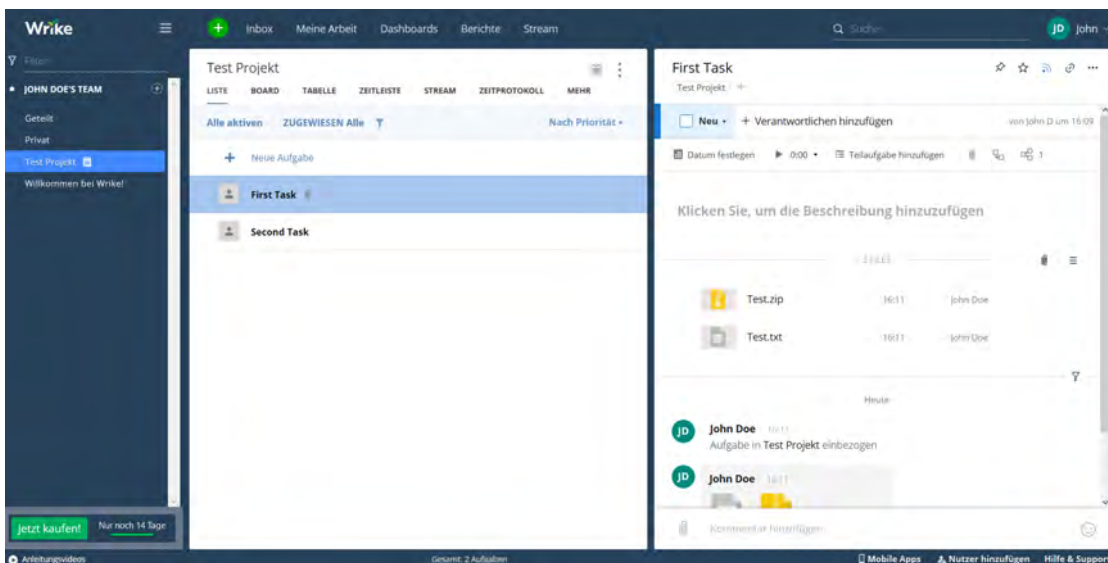 Wrike
Inbox Meine Arbeit Dashboards Berichte Stream
Suche
JD John
Filter
JOHN DOE'S TEAM
Geteilt
Privat
Test Projekt
Willkommen bei Wrike!
Jetzt kaufen! Nur noch 14 Tage
Anleitungsvideos
Test Projekt
LISTE BOARD TABELLE ZEITLEISTE STREAM ZEITPROTOKOLL MEHR
Alle aktiven ZUGEWIESEN Alle Nach Priorität
+ Neue Aufgabe
First Task
Second Task
Gesamt: 2 Aufgaben
First Task
Test Projekt +
Neu + Verantwortlichen hinzufügen von John D um 16:09
Datum festlegen 0:00 Teilaufgabe hinzufügen 1
Klicken Sie, um die Beschreibung hinzuzufügen
Test.zip 16:11 John Doe
Test.txt 16:11 John Doe
Heute
JD John Doe 16:11
Aufgabe in Test Projekt einbezogen
JD John Doe 16:11
Kommentar hinzufügen
Mobile Apps Nutzer hinzufügen Hilfe & Support